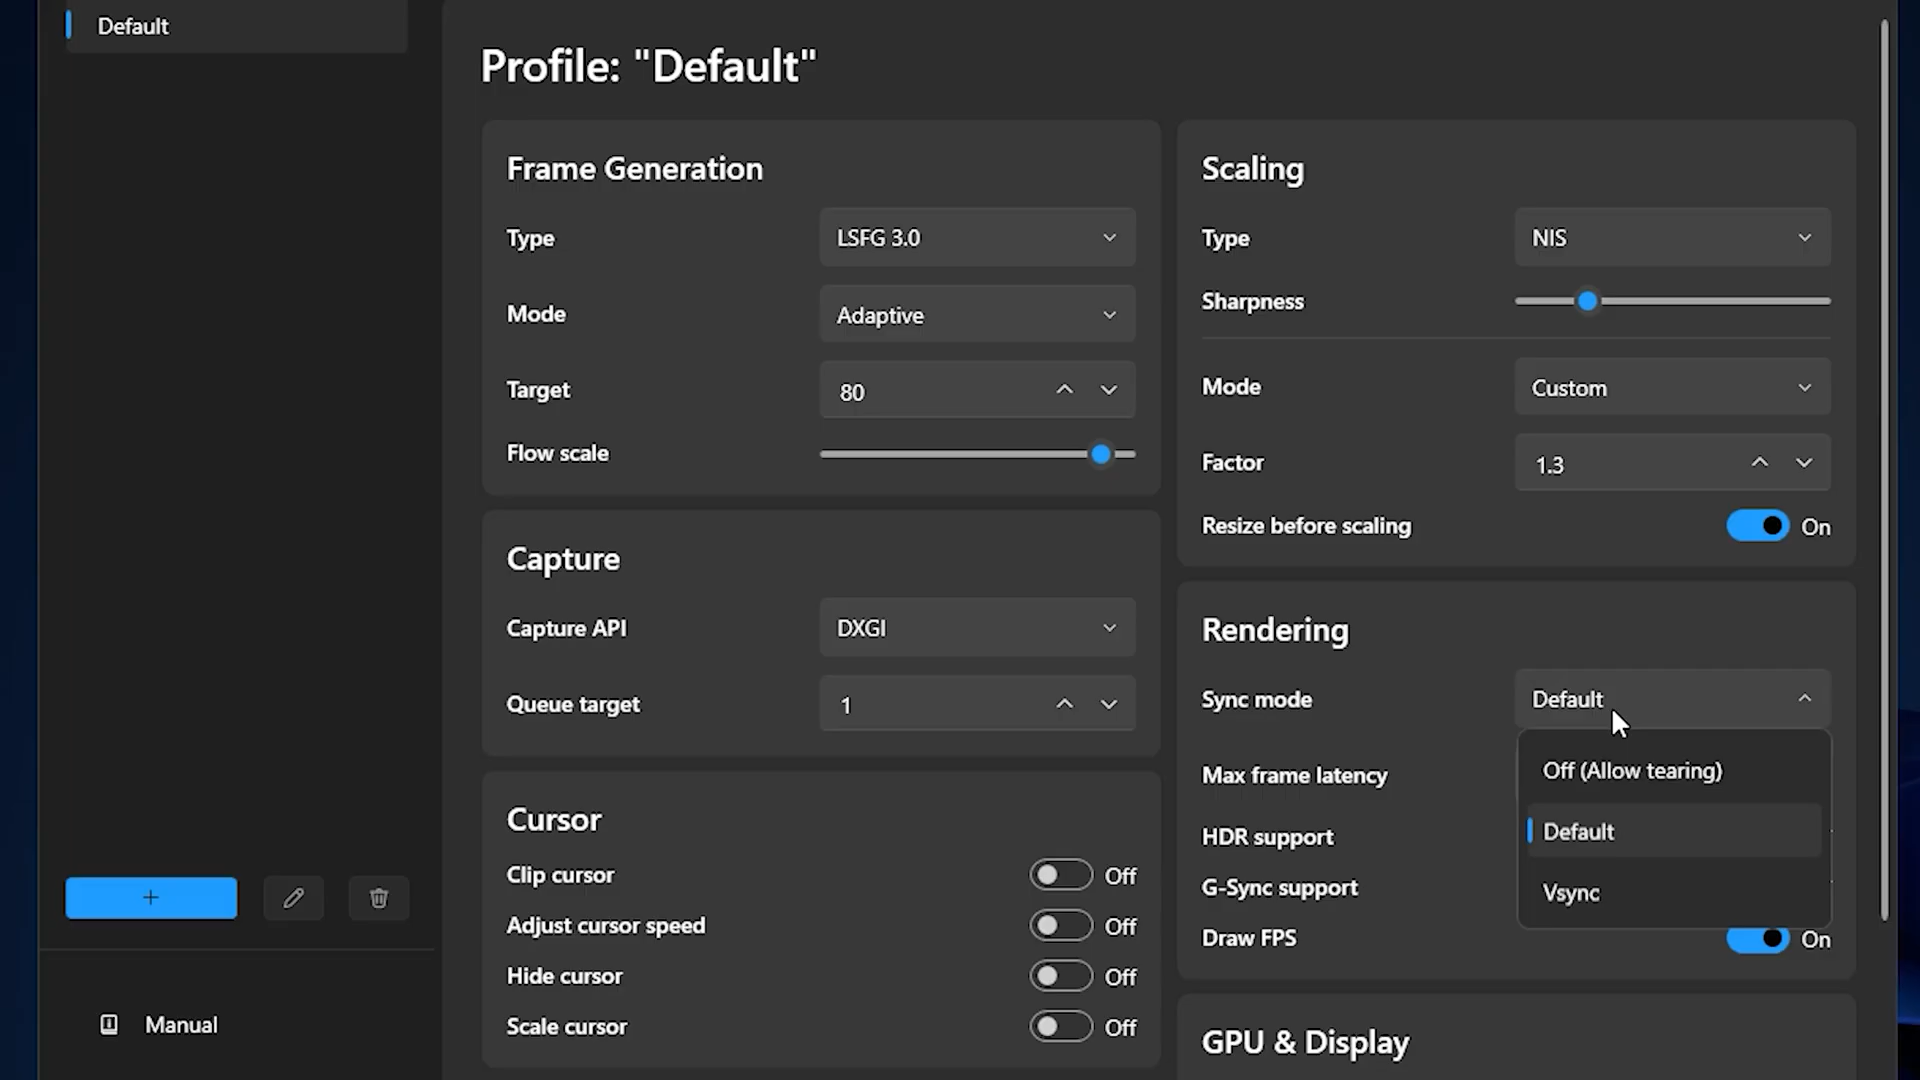 Default
Profile: "Default"
Frame Generation
Type
LSFG 3.0
Mode
Adaptive
Target
80
Flow scale
Capture
Capture API
DXGI
Queue target
1
Cursor
Clip cursor
Off
Adjust cursor speed
Off
Hide cursor
Off
Scale cursor
Off
Scaling
Type
NIS
Sharpness
Mode
Custom
Factor
1.3
Resize before scaling
On
Rendering
Sync mode
Default
Off (Allow tearing)
Default
Vsync
Max frame latency
HDR support
G-Sync support
Draw FPS
On
GPU & Display
Manual